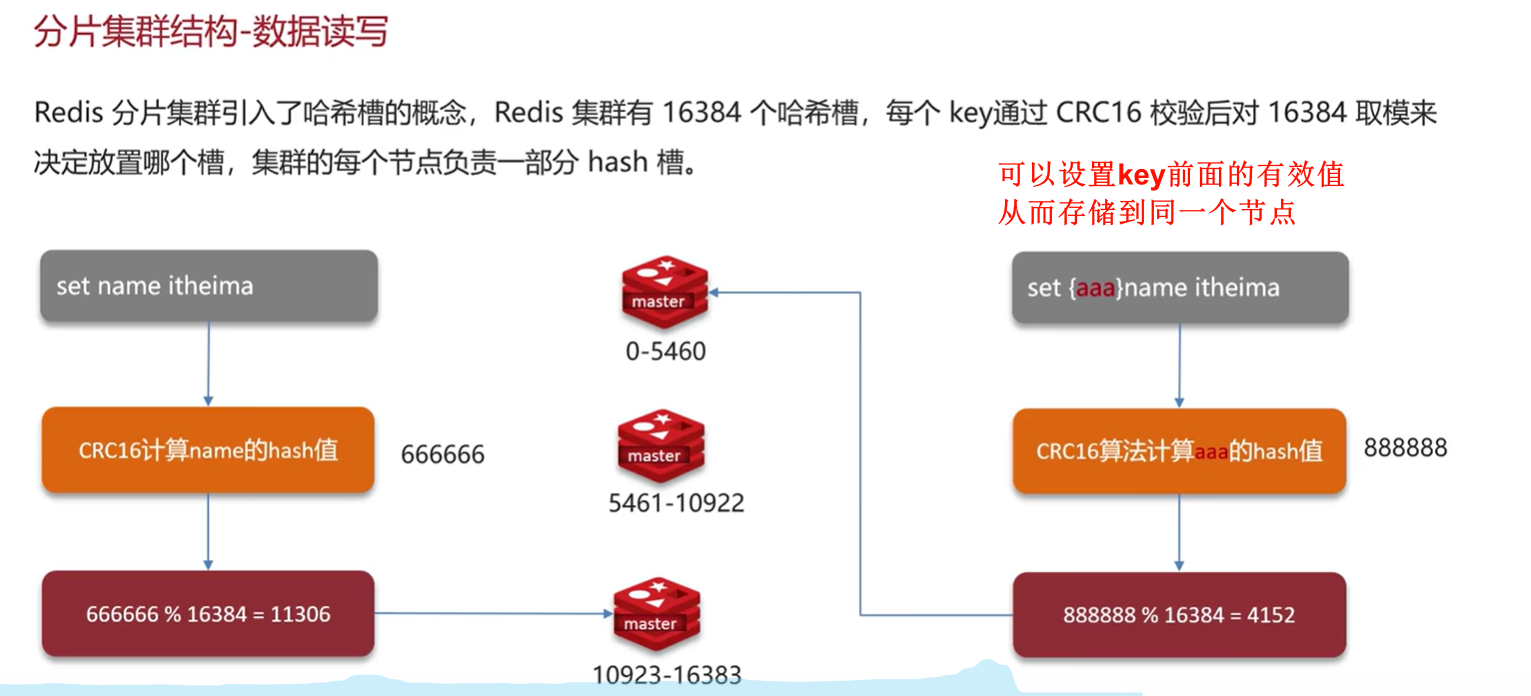 分片集群结构-数据读写
Redis 分片集群引入了哈希槽的概念，Redis 集群有 16384 个哈希槽，每个 key通过 CRC16 校验后对 16384 取模来
决定放置哪个槽，集群的每个节点负责一部分 hash 槽。
可以设置key前面的有效值
从而存储到同一个节点
set name itheima
master
0-5460
set {aaa}name itheima
CRC16计算name的hash值
666666
master
5461-10922
CRC16算法计算aaa的hash值
888888
666666 % 16384 = 11306
master
10923-16383
888888 % 16384 = 4152